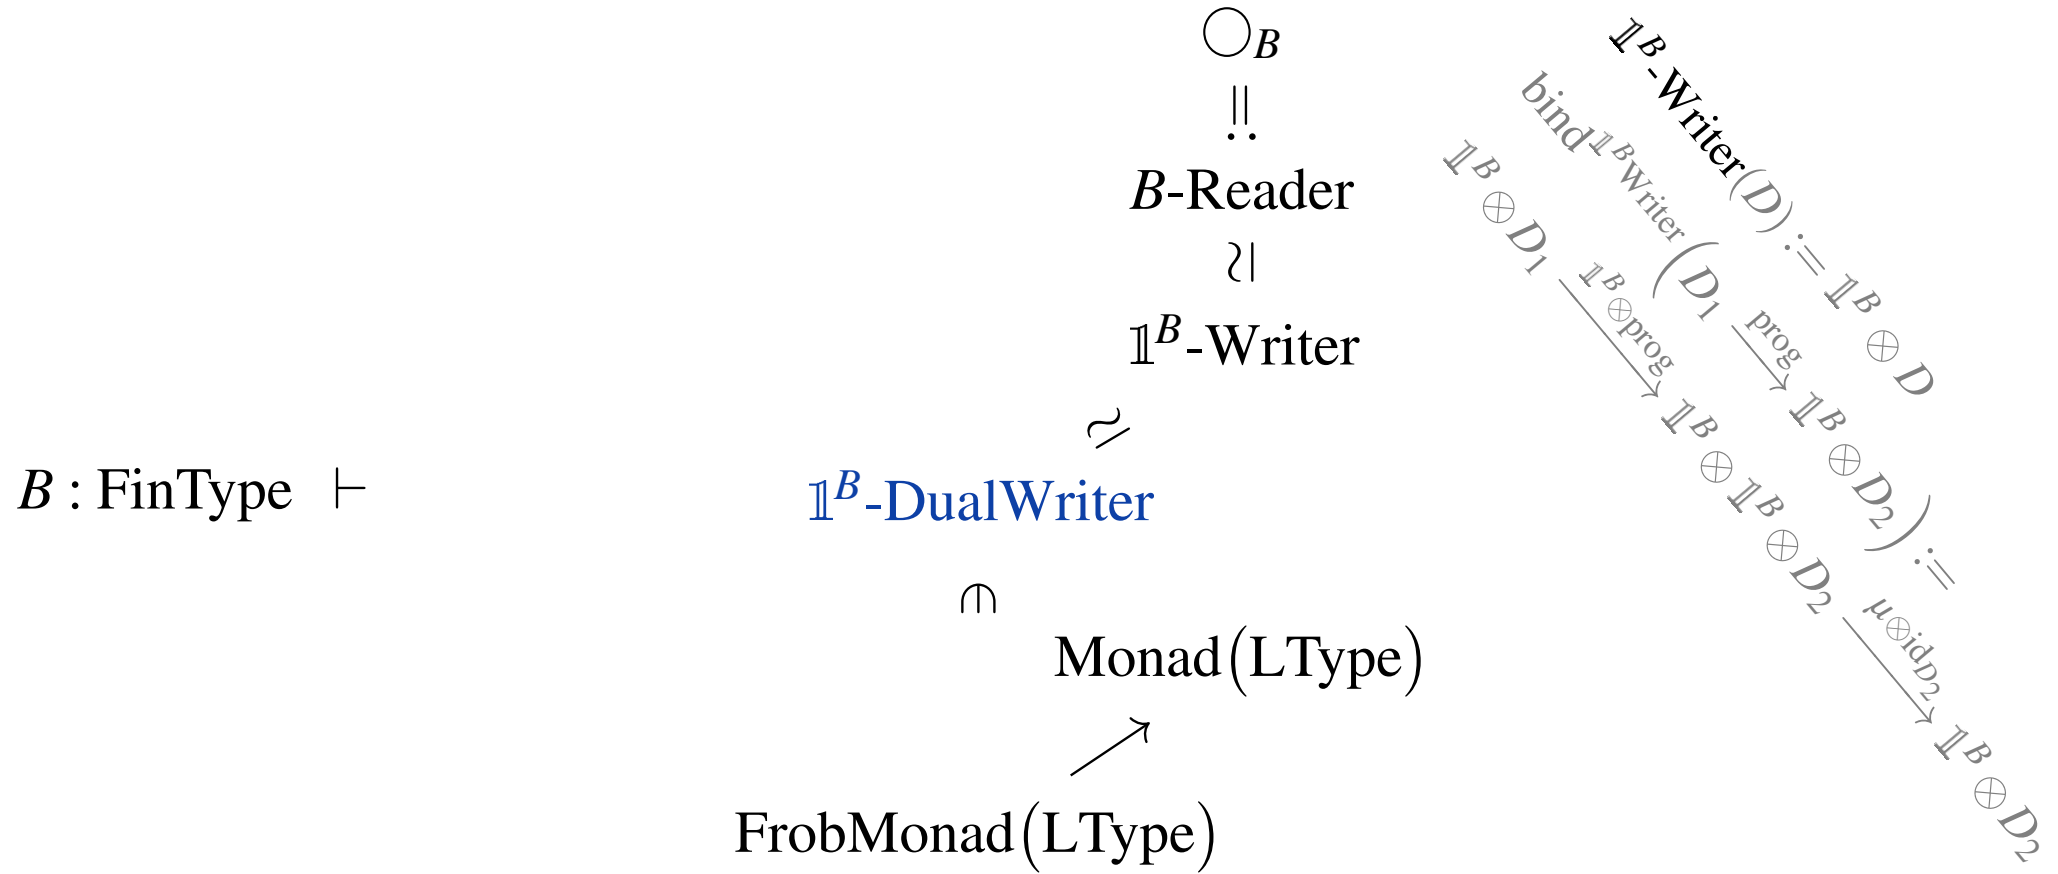 ○_B
=:
B-Reader
≃
𝟙^B-Writer
≃
B : FinType ⊢ 𝟙^B-DualWriter
∈
Monad(LType)
→
FrobMonad(LType)
𝟙^B-Writer(D) := 𝟙^B ⊗ D
bind^{𝟙^B Writer}(D_1 —prog→ 𝟙^B ⊗ D_2) :=
𝟙^B ⊗ D_1 —𝟙^B⊗prog→ 𝟙^B ⊗ 𝟙^B ⊗ D_2 —μ⊗id_{D_2}→ 𝟙^B ⊗ D_2